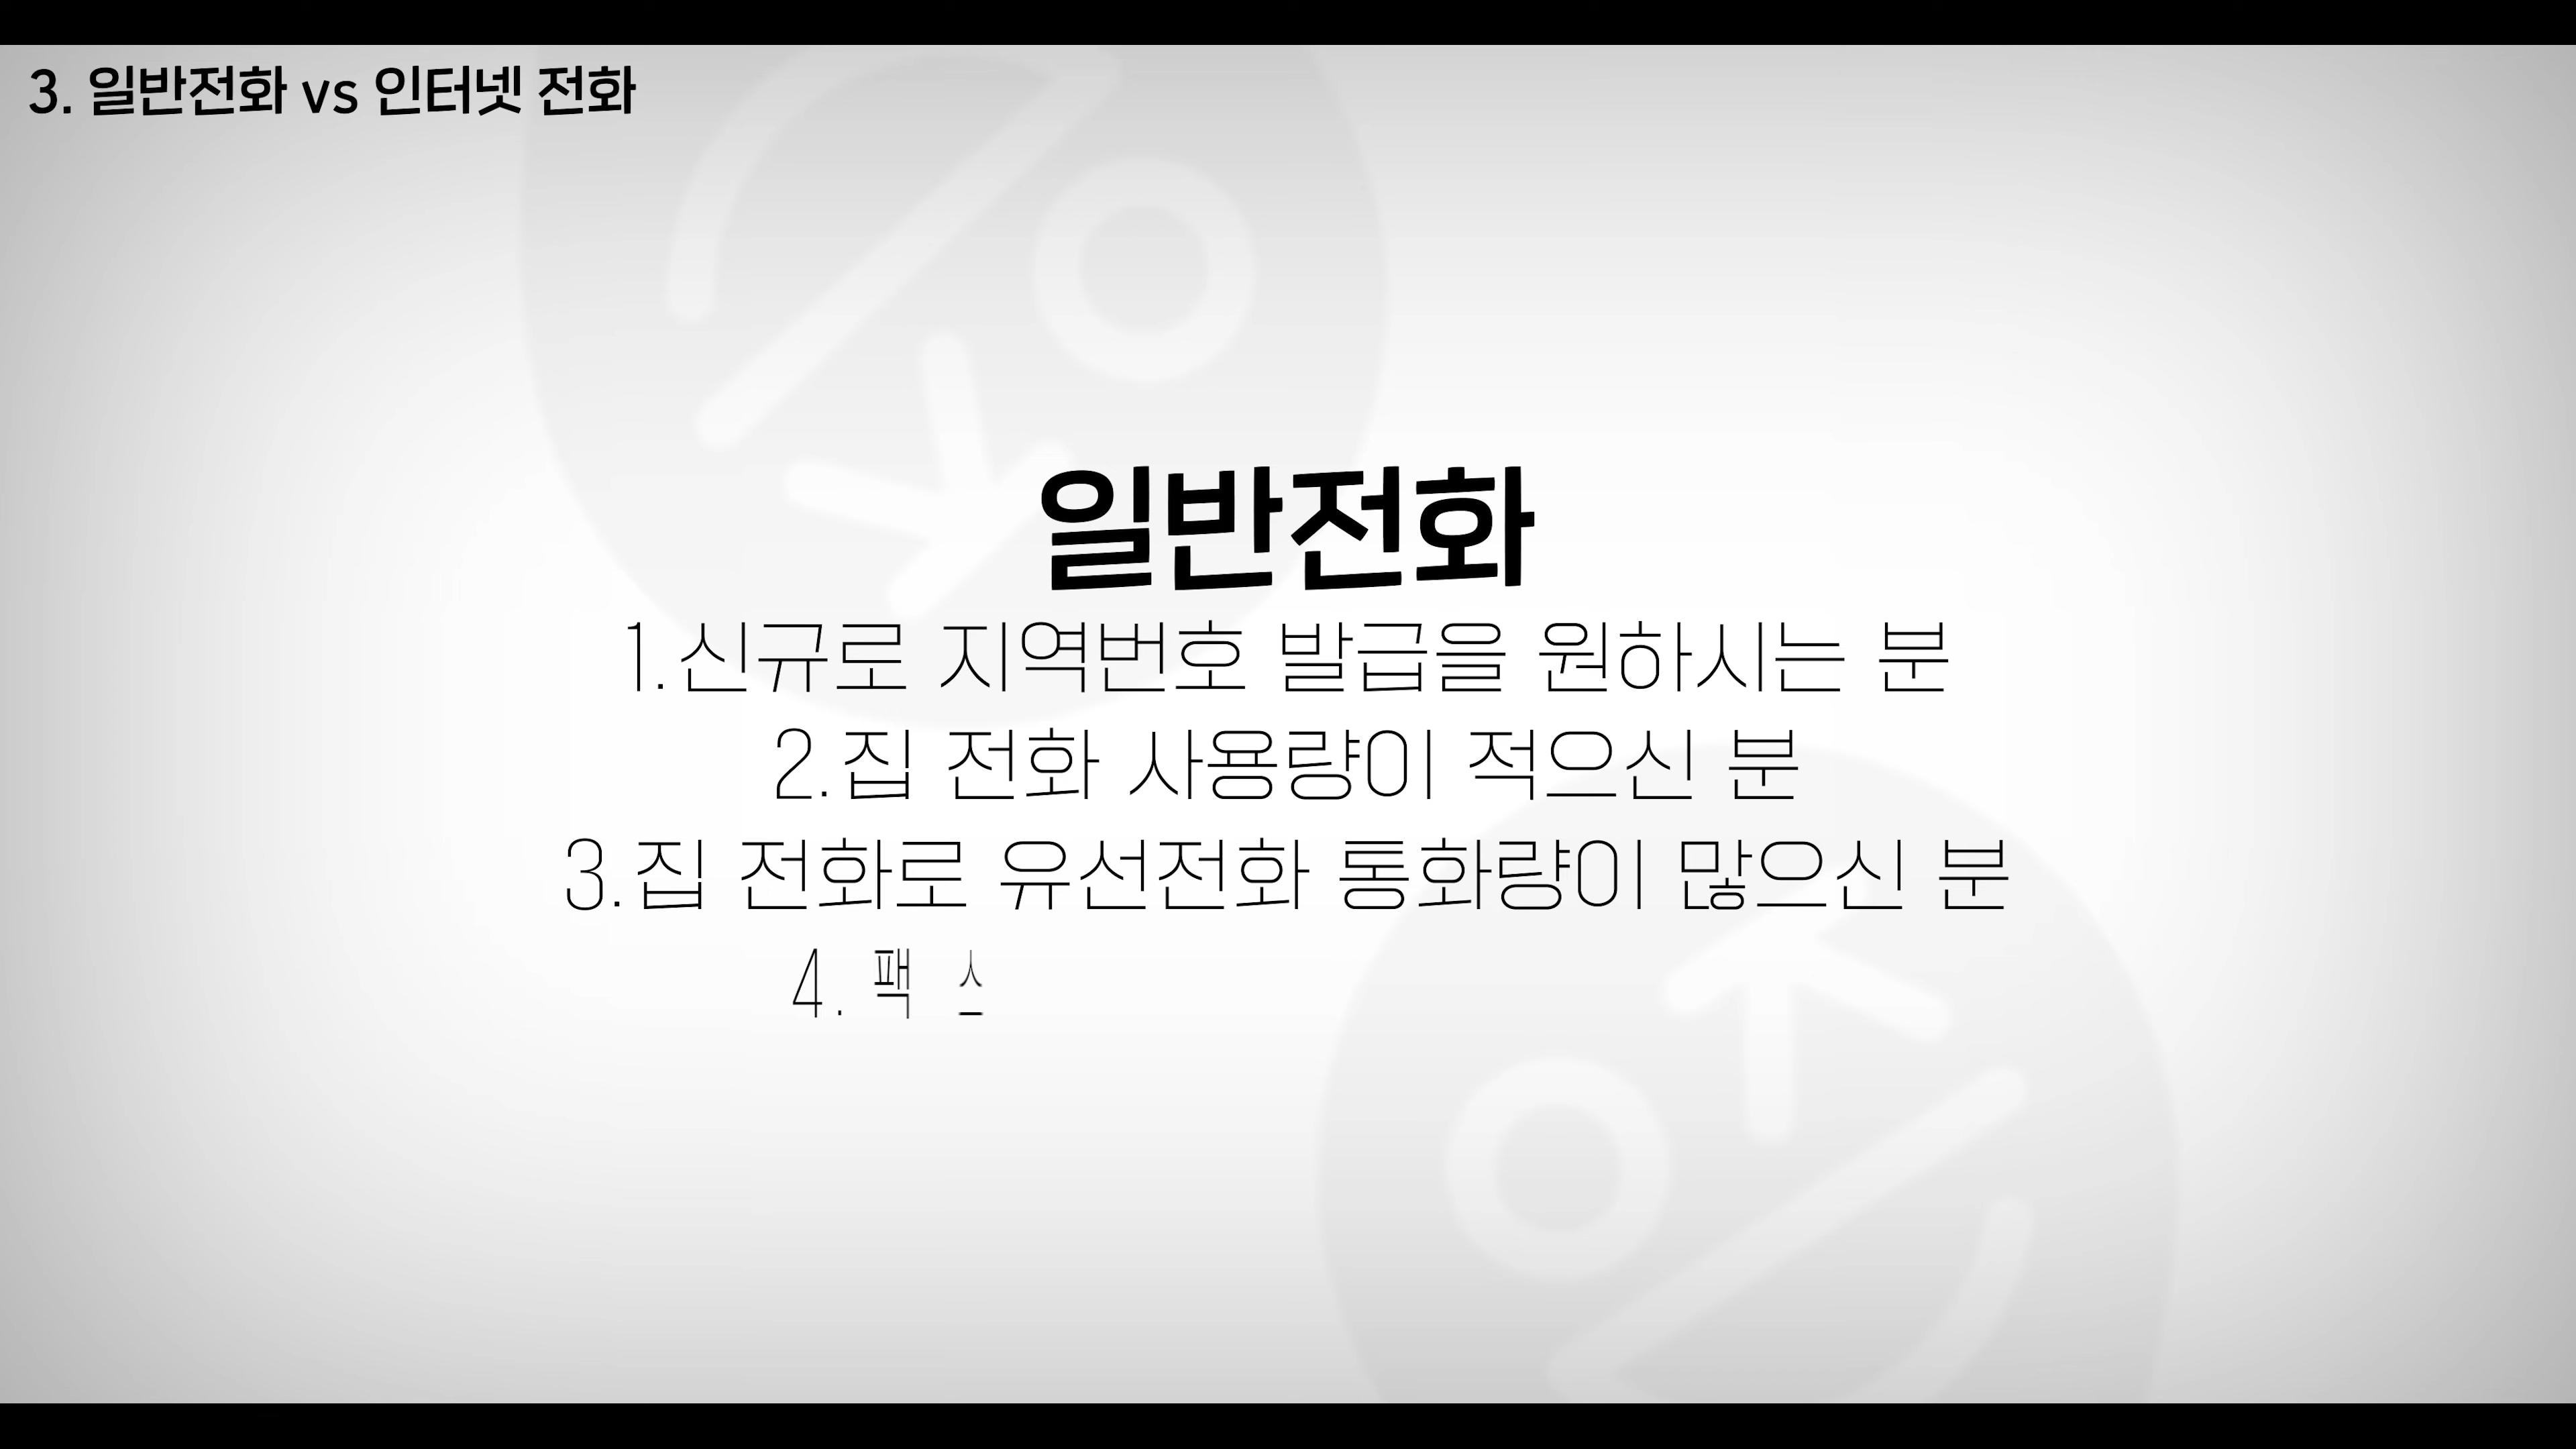 3. 일반전화 vs 인터넷 전화
일반전화
1.신규로 지역번호 발급을 원하시는 분
2.집 전화 사용량이 적으신 분
3.집 전화로 유선전화 통화량이 많으신 분
4. 팩 스